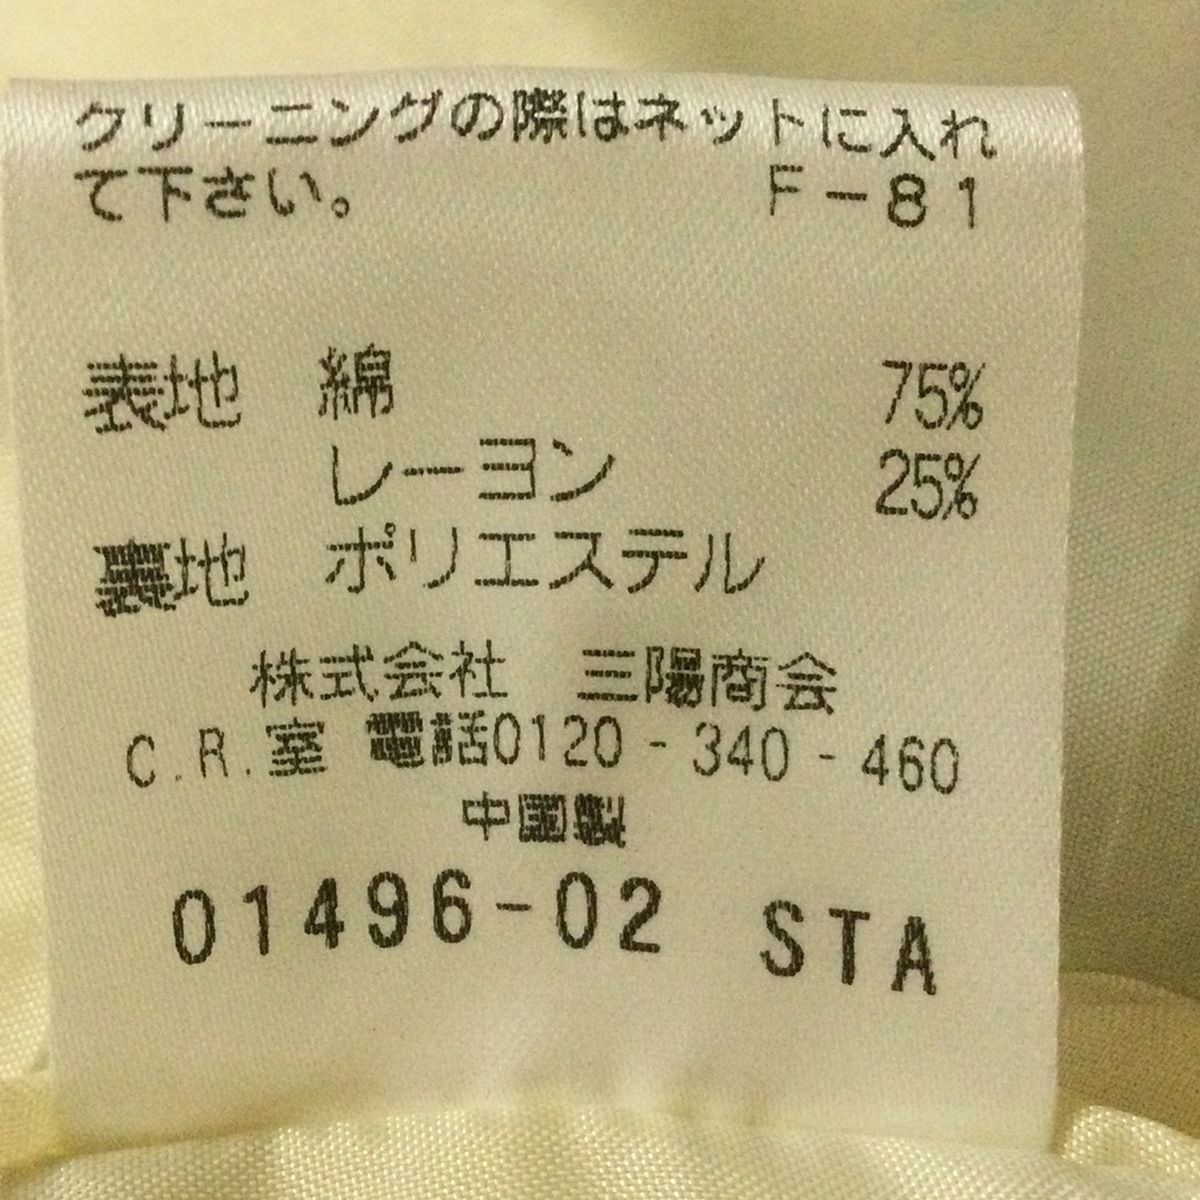 クリーニングの際はネットに入れ
て下さい。 F-81
表地 綿 75%
レーヨン 25%
裏地 ポリエステル
株式会社 三陽商会
C.R.室 電話0120-340-460
中国製
01496-02 STA